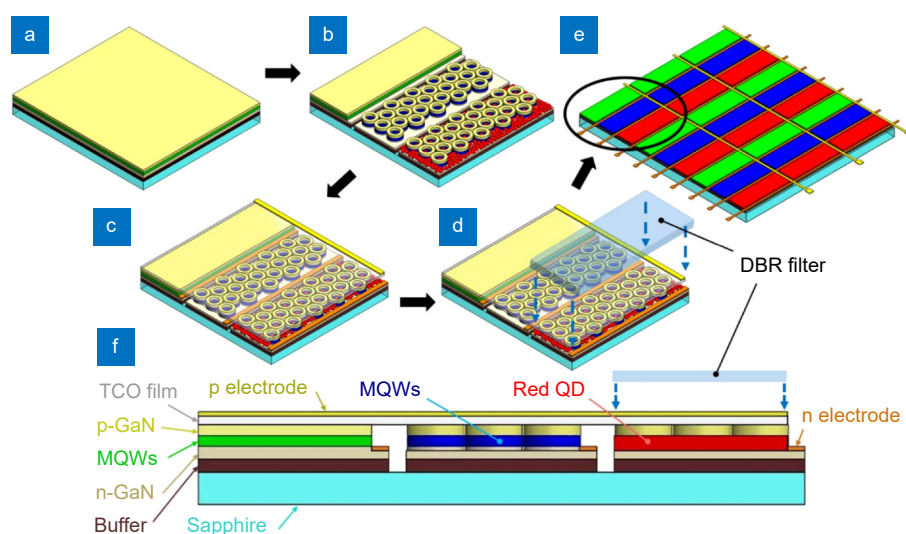 a
b
e
c
d
DBR filter
f
TCO film
p electrode
MQWs
Red QD
n electrode
p-GaN
MQWs
n-GaN
Buffer
Sapphire